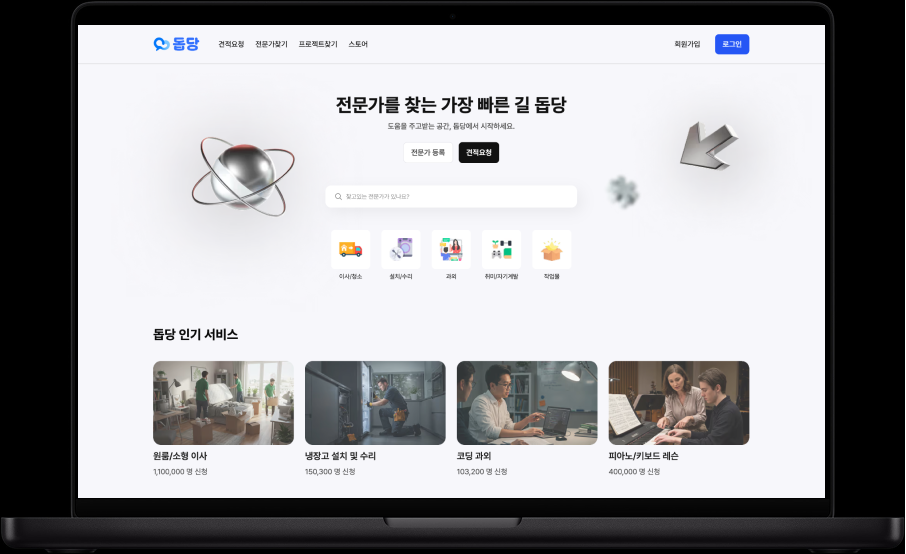 돕당
견적요청 전문가찾기 프로젝트찾기 스토어
회원가입 로그인
전문가를 찾는 가장 빠른 길 돕당
도움을 주고받는 공간, 돕당에서 시작하세요.
전문가 등록 견적요청
찾고있는 전문가가 있나요?
이사/청소 설치/수리 과외 취미/자기계발 작업물
돕당 인기 서비스
원룸/소형 이사 냉장고 설치 및 수리 코딩 과외 피아노/키보드 레슨
1,100,000 명 신청 150,300 명 신청 103,200 명 신청 400,000 명 신청